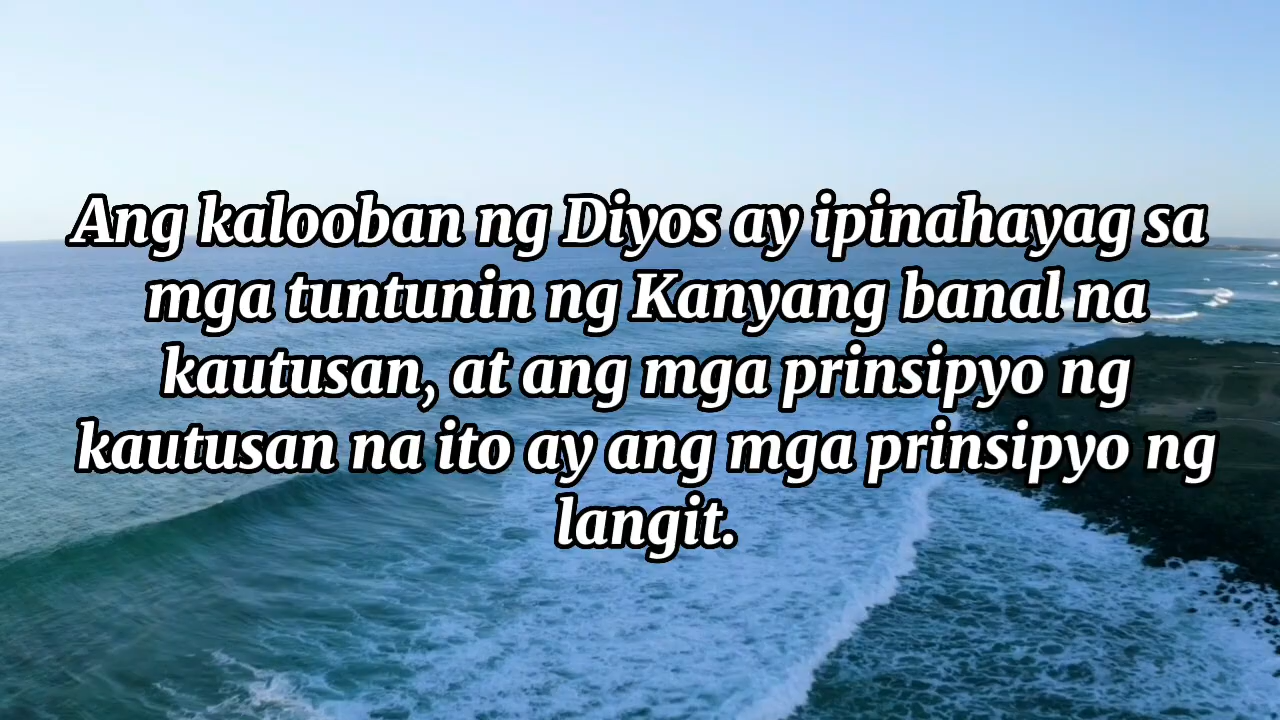 Ang kalooban ng Diyos ay ipinahayag sa
mga tuntunin ng Kanyang banal na
kautusan, at ang mga prinsipyo ng
kautusan na ito ay ang mga prinsipyo ng
langit.